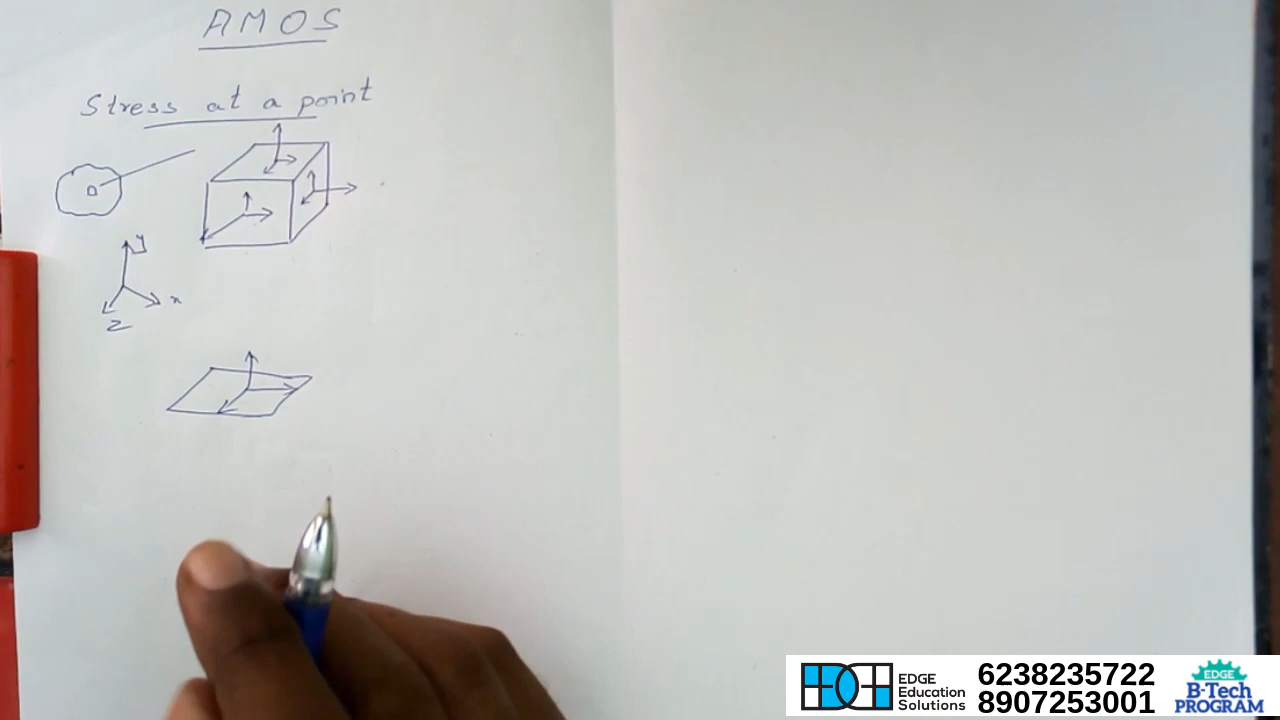 AMOS
Stress at a point
y
x
z
EDGE
Education
Solutions
6238235722
8907253001
EDGE
B-Tech
PROGRAM